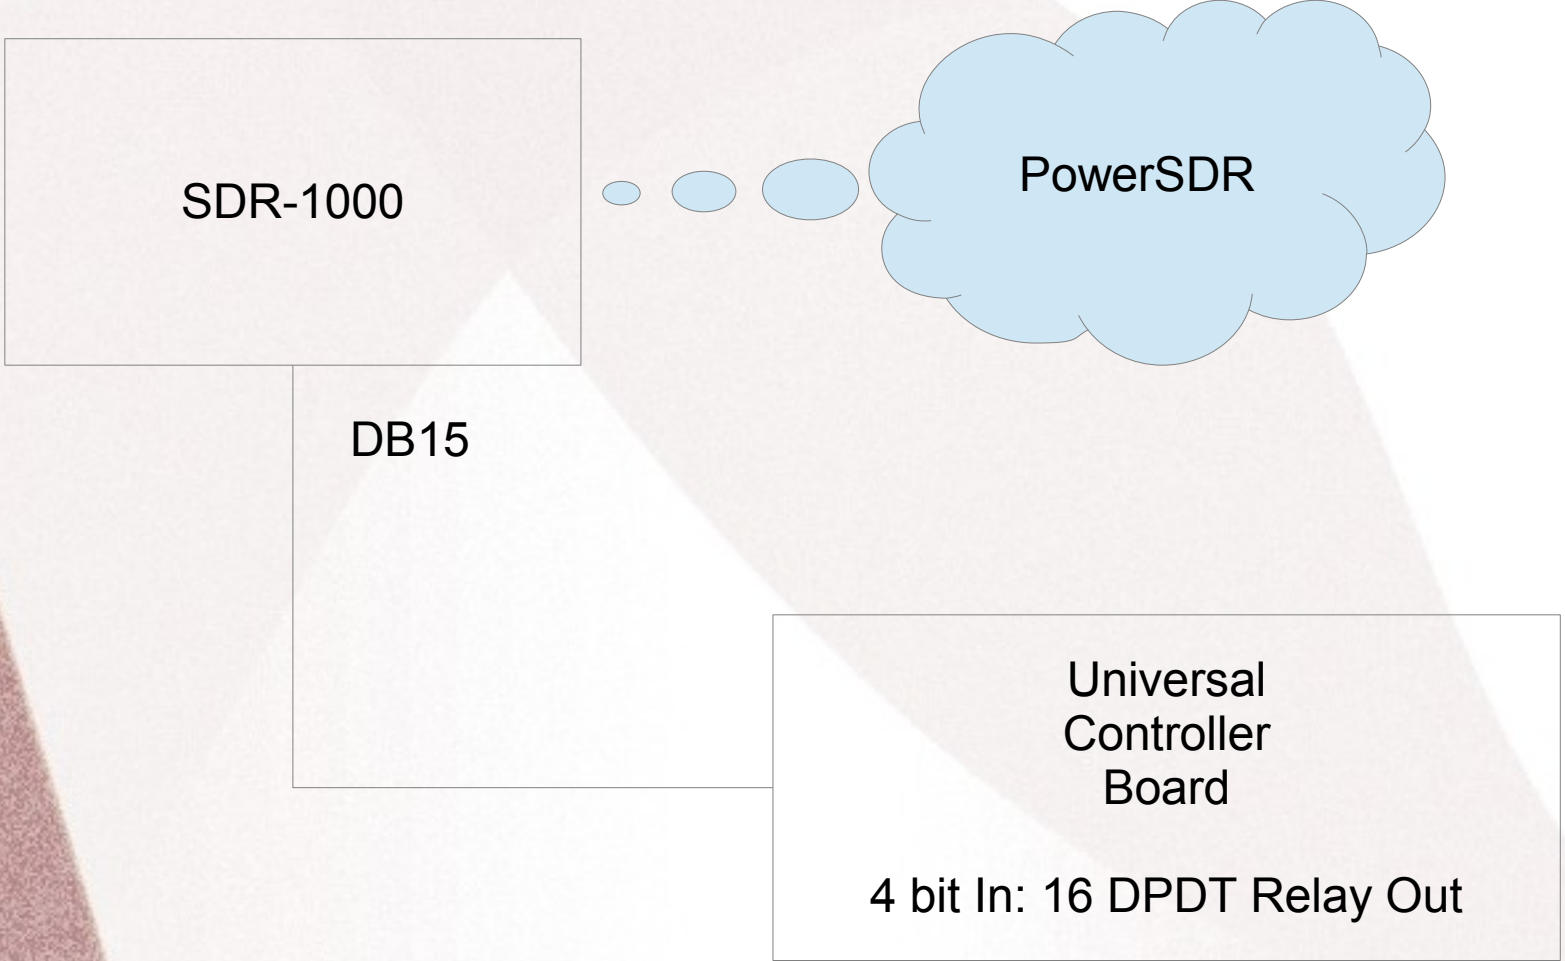 SDR-1000
PowerSDR
DB15
Universal
Controller
Board
4 bit In: 16 DPDT Relay Out